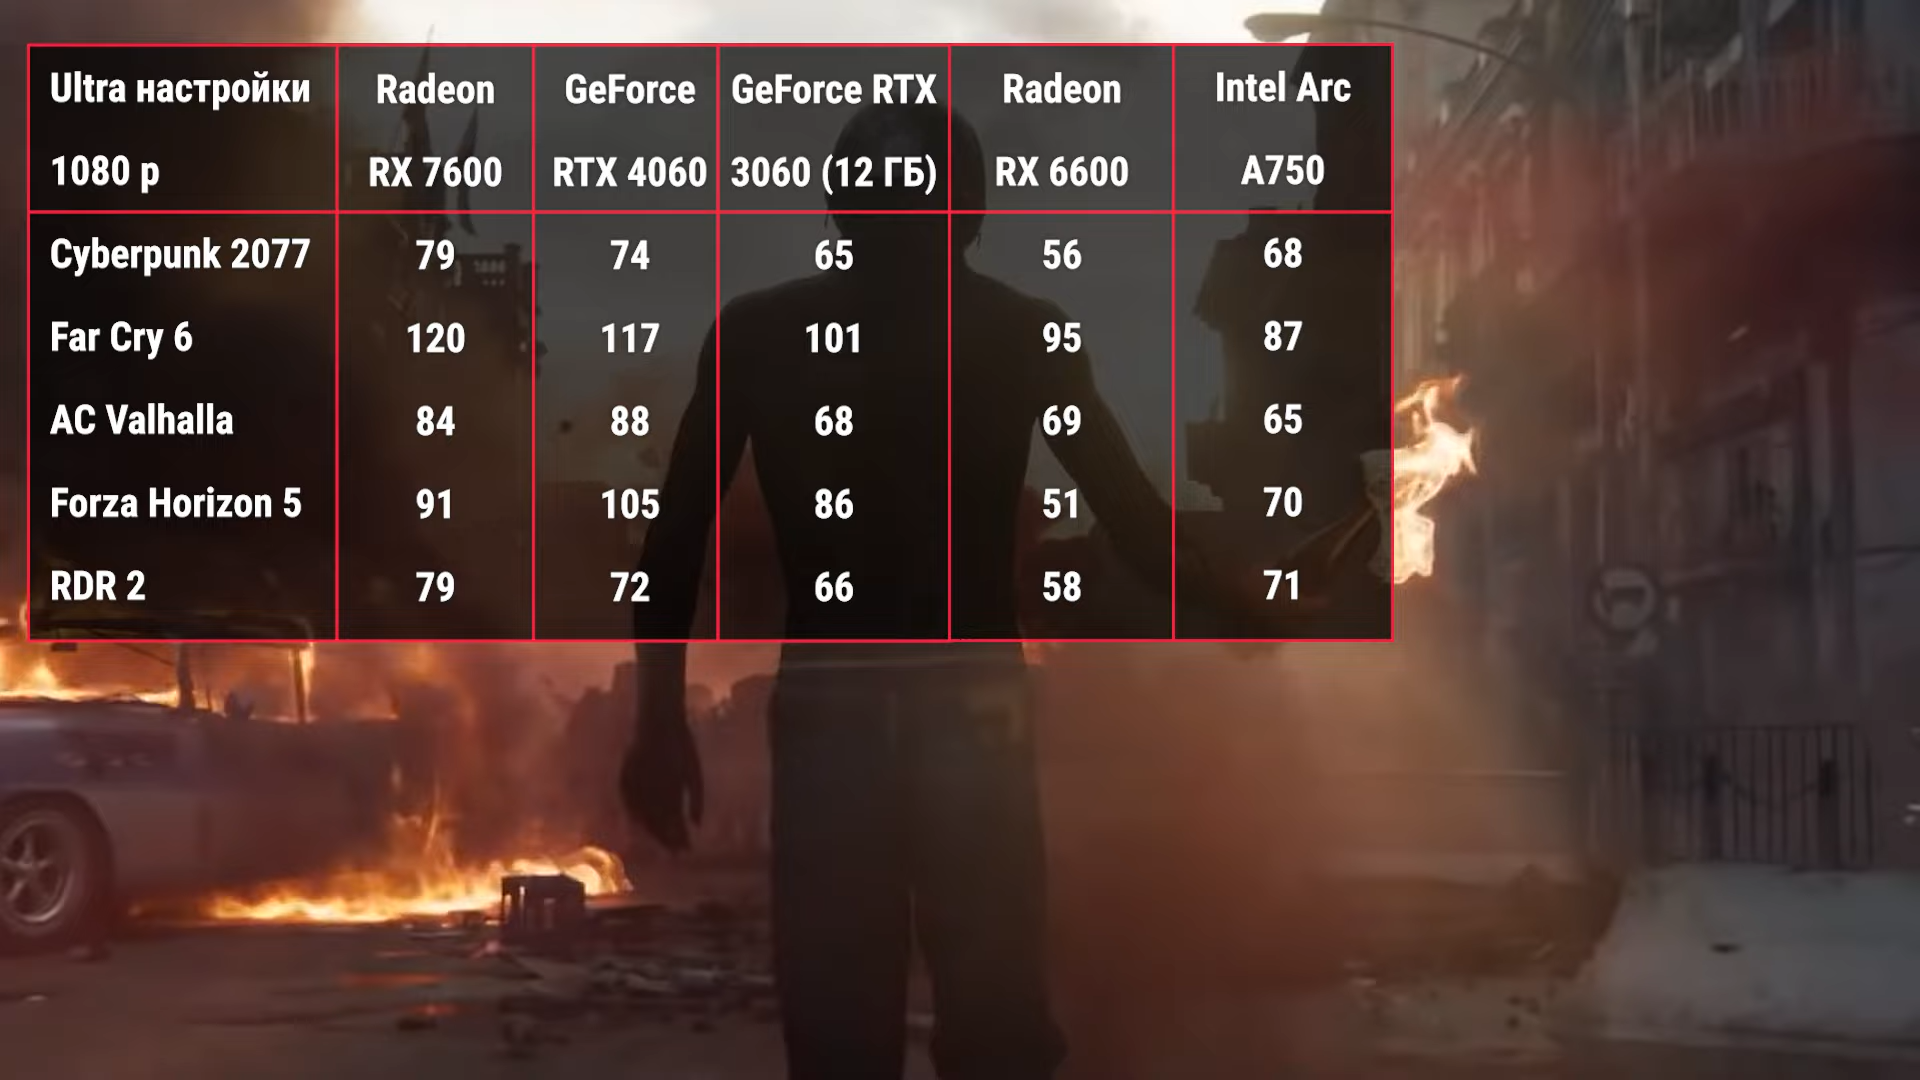 Ultra настройки Radeon GeForce GeForce RTX Radeon Intel Arc
1080 p RX 7600 RTX 4060 3060 (12 ГБ) RX 6600 A750
Cyberpunk 2077 79 74 65 56 68
Far Cry 6 120 117 101 95 87
AC Valhalla 84 88 68 69 65
Forza Horizon 5 91 105 86 51 70
RDR 2 79 72 66 58 71